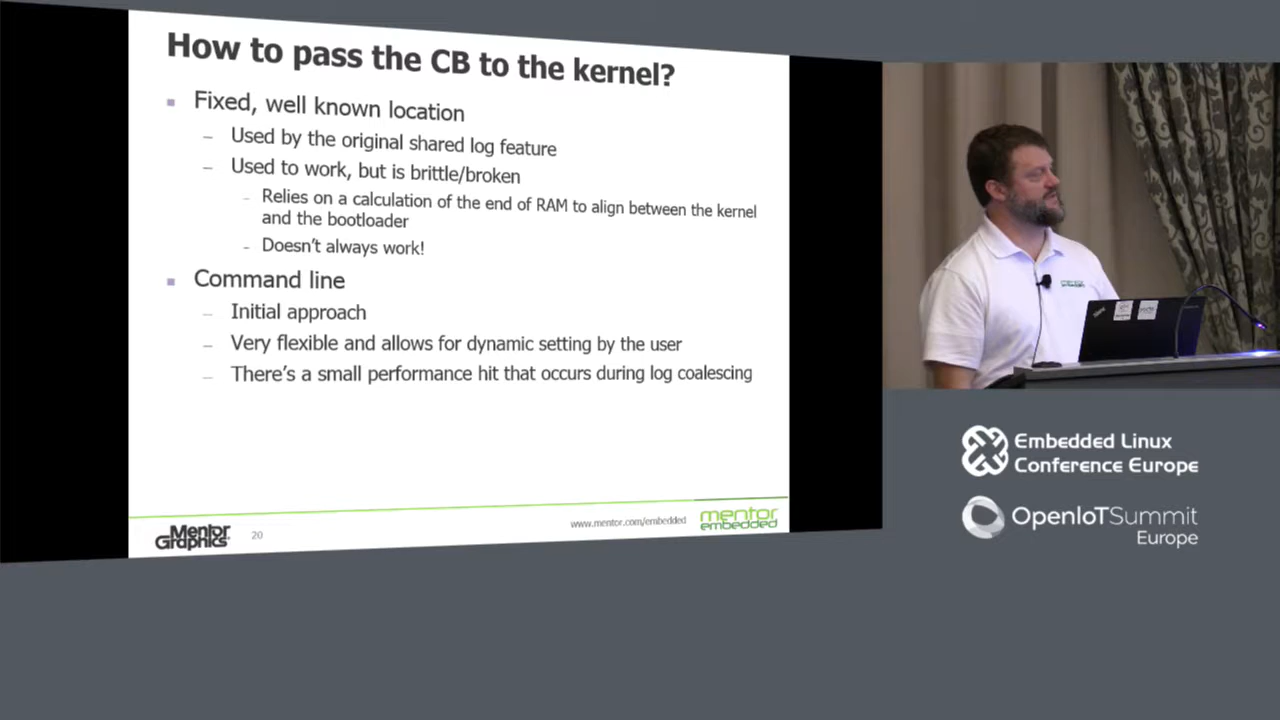 How to pass the CB to the kernel?
Fixed, well known location
– Used by the original shared log feature
– Used to work, but is brittle/broken
- Relies on a calculation of the end of RAM to align between the kernel
and the bootloader
- Doesn't always work!
Command line
– Initial approach
– Very flexible and allows for dynamic setting by the user
– There's a small performance hit that occurs during log coalescing
Mentor
Graphics
20
www.mentor.com/embedded
mentor
embedded
mentor
Embedded Linux
Conference Europe
OpenIoTSummit
Europe